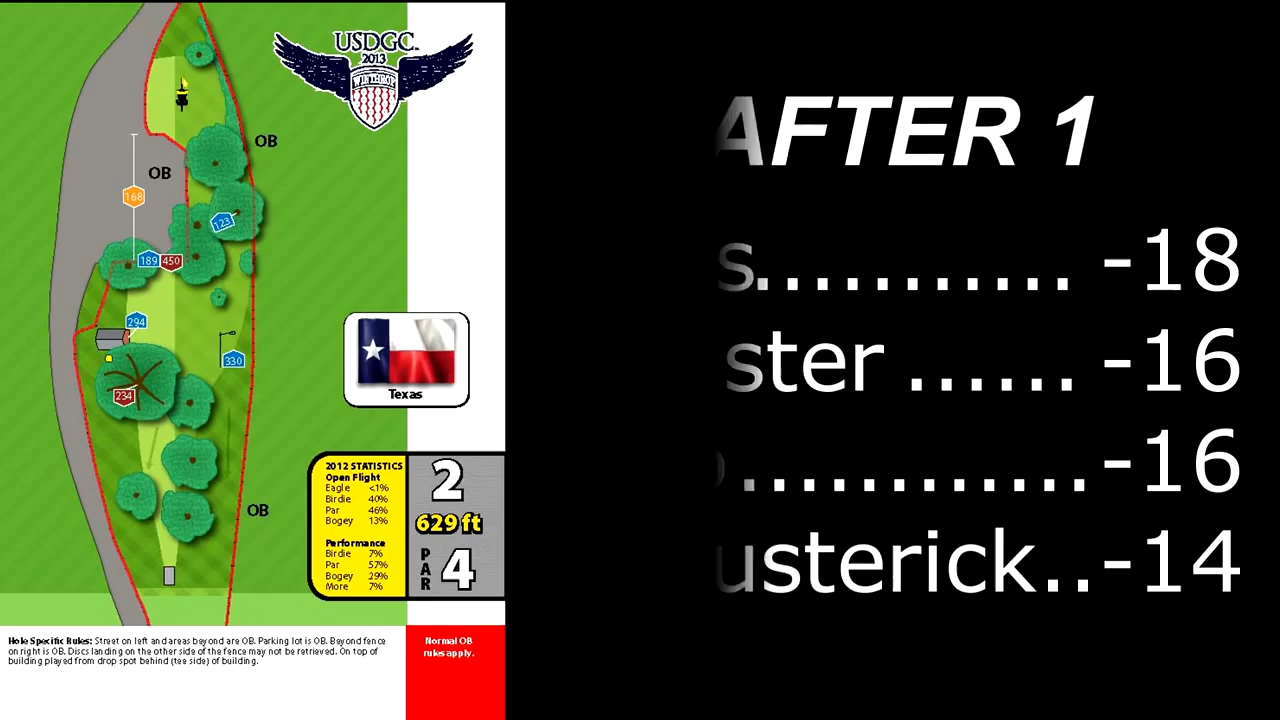 USDGC
2013
WINTHROP
OB
OB
168
123
189
450
294
330
234
Texas
OB
2012 STATISTICS
Open Flight
Eagle <1%
Birdie 40%
Par 46%
Bogey 13%
Performance
Birdie 7%
Par 57%
Bogey 29%
More 7%
2
629 ft
PAR 4
Hole Specific Rules: Street on left and areas beyond are OB. Parking lot is OB. Beyond fence
on right is OB. Discs landing on the other side of the fence may not be retrieved. On top of
building played from drop spot behind (tee side) of building.
Normal OB
rules apply.
AFTER 1
s........... -18
ster ...... -16
............ -16
usterick..-14